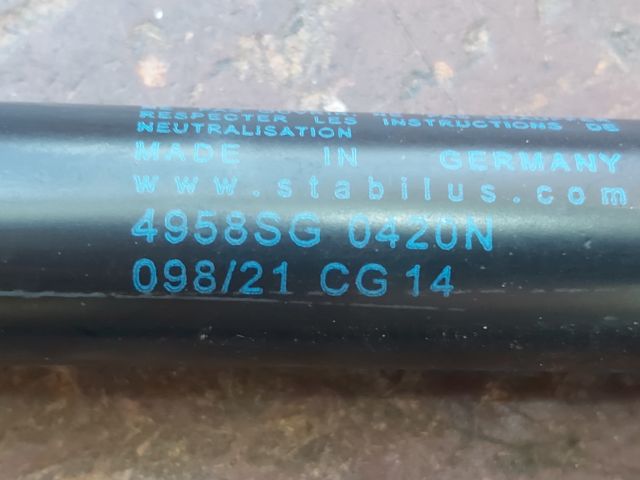 RESPECTER LES INSTRUCTIONS DE
NEUTRALISATION
MADE IN GERMANY
www.stabilus.com
4958SG 0420N
098/21 CG 14